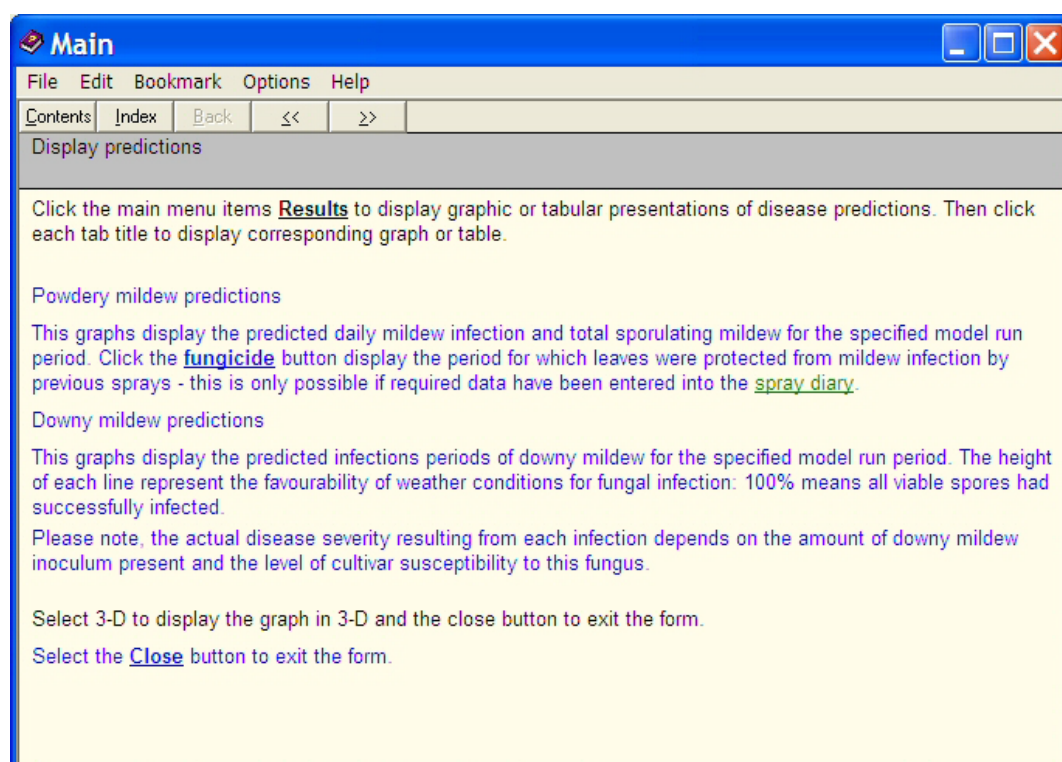 Main
File Edit Bookmark Options Help
Contents Index Back << >>
Display predictions
Click the main menu items Results to display graphic or tabular presentations of disease predictions. Then click
each tab title to display corresponding graph or table.
Powdery mildew predictions
This graphs display the predicted daily mildew infection and total sporulating mildew for the specified model run
period. Click the fungicide button display the period for which leaves were protected from mildew infection by
previous sprays - this is only possible if required data have been entered into the spray diary.
Downy mildew predictions
This graphs display the predicted infections periods of downy mildew for the specified model run period. The height
of each line represent the favourability of weather conditions for fungal infection: 100% means all viable spores had
successfully infected.
Please note, the actual disease severity resulting from each infection depends on the amount of downy mildew
inoculum present and the level of cultivar susceptibility to this fungus.
Select 3-D to display the graph in 3-D and the close button to exit the form.
Select the Close button to exit the form.